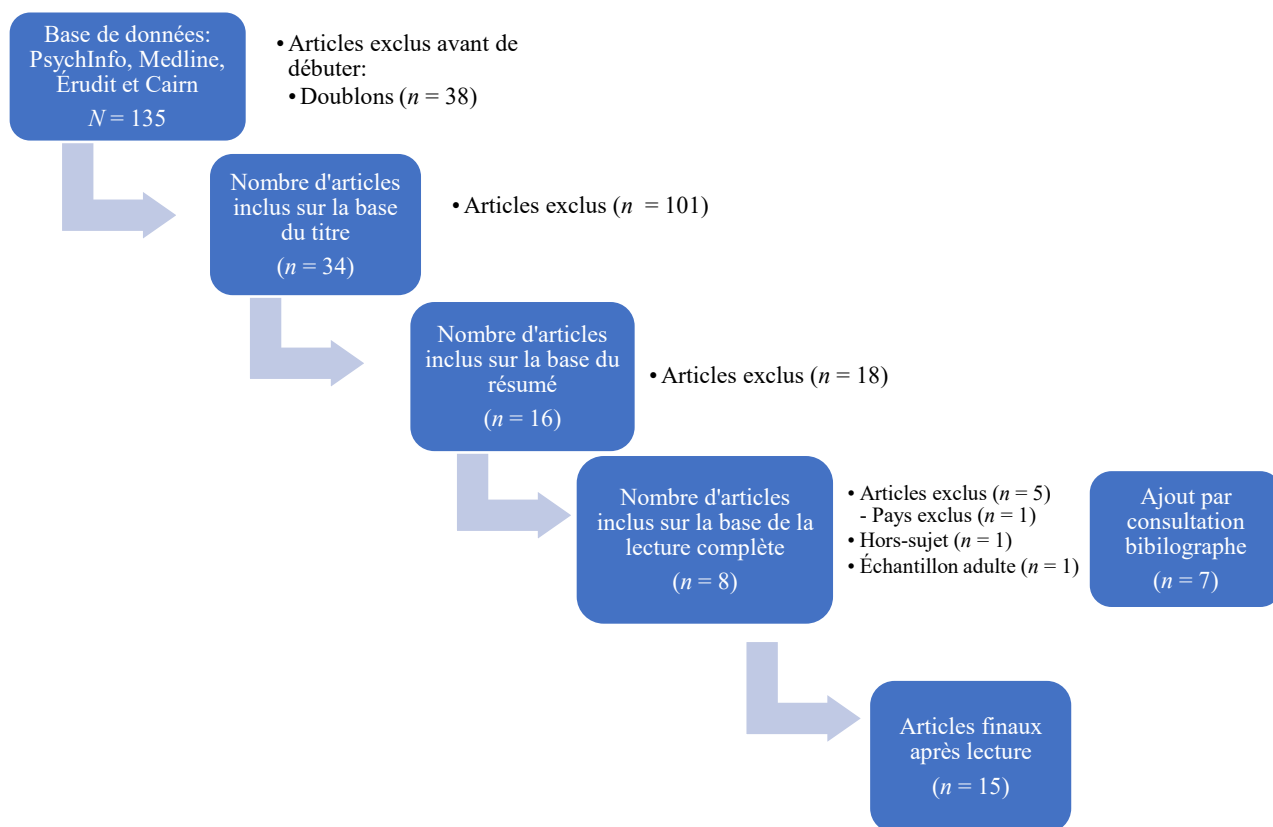 Base de données:
PsychInfo, Medline,
Érudit et Cairn
N = 135
• Articles exclus avant de
débuter:
• Doublons (n = 38)
Nombre d'articles
inclus sur la base
du titre
(n = 34)
• Articles exclus (n = 101)
Nombre d'articles
inclus sur la base du
résumé
(n = 16)
• Articles exclus (n = 18)
Nombre d'articles
inclus sur la base de la
lecture complète
(n = 8)
• Articles exclus (n = 5)
- Pays exclus (n = 1)
• Hors-sujet (n = 1)
• Échantillon adulte (n = 1)
Ajout par
consultation
bibilographe
(n = 7)
Articles finaux
après lecture
(n = 15)